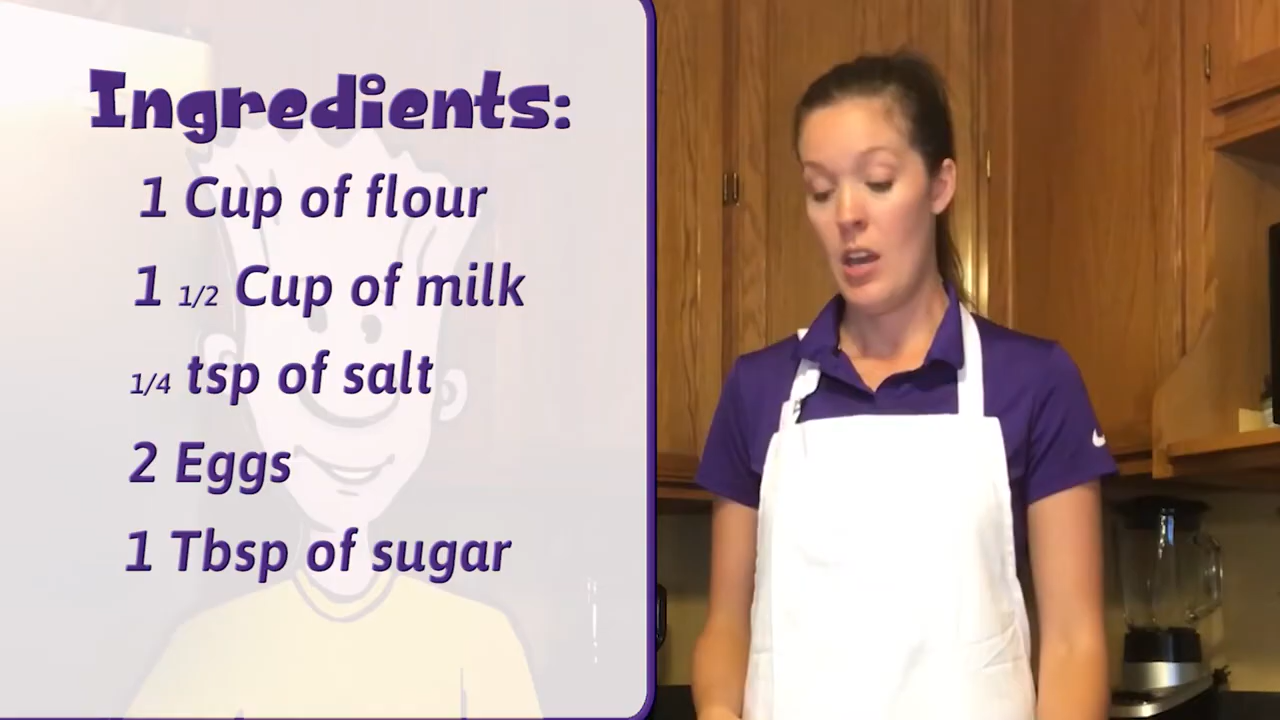 Ingredients:
1 Cup of flour
1 1/2 Cup of milk
1/4 tsp of salt
2 Eggs
1 Tbsp of sugar